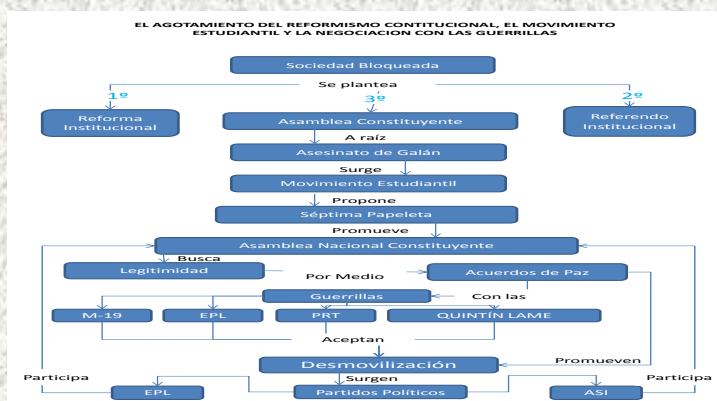 EL AGOTAMIENTO DEL REFORMISMO CONTITUCIONAL, EL MOVIMIENTO
ESTUDIANTIL Y LA NEGOCIACION CON LAS GUERRILLAS
Sociedad Bloqueada
Se plantea
1º
3º
2º
Reforma
Institucional
Asamblea Constituyente
Referendo
Institucional
A raíz
Asesinato de Galán
Surge
Movimiento Estudiantil
Propone
Séptima Papeleta
Promueve
Asamblea Nacional Constituyente
Busca
Legitimidad
Por Medio
Acuerdos de Paz
Guerrillas
Con las
M-19
EPL
PRT
QUINTÍN LAME
Aceptan
Desmovilización
Promueven
Participa
Surgen
Participa
EPL
Partidos Políticos
ASI